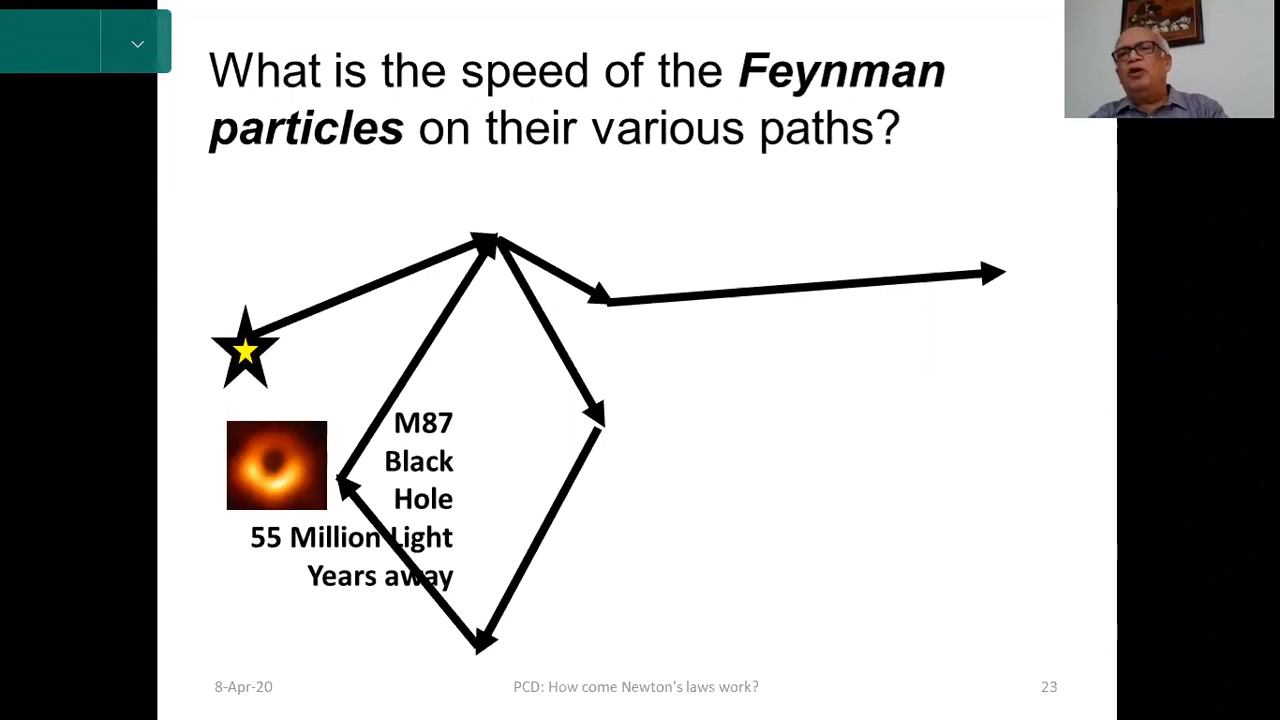 What is the speed of the Feynman
particles on their various paths?
M87
Black
Hole
55 Million Light
Years away
8-Apr-20
PCD: How come Newton's laws work?
23